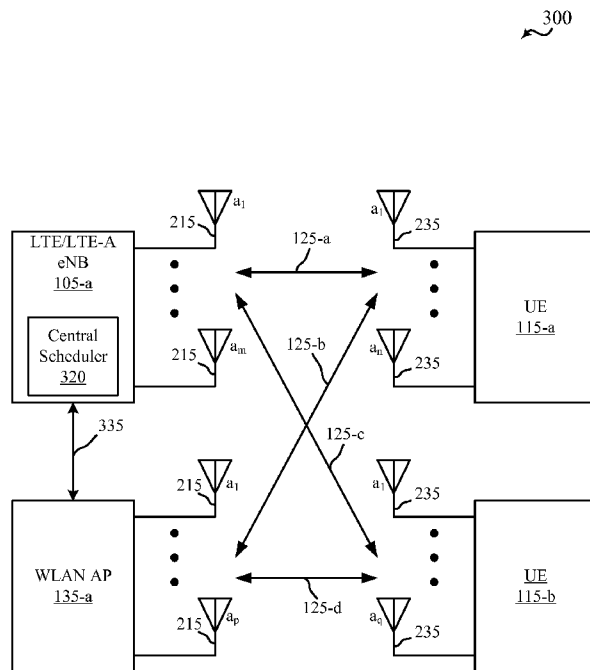 300
a1
a1
215
235
125-a
LTE/LTE-A
eNB
105-a
UE
115-a
Central
Scheduler
320
am
an
215
235
125-b
125-c
335
a1
a1
215
235
WLAN AP
135-a
UE
115-b
ap
aq
215
235
125-d